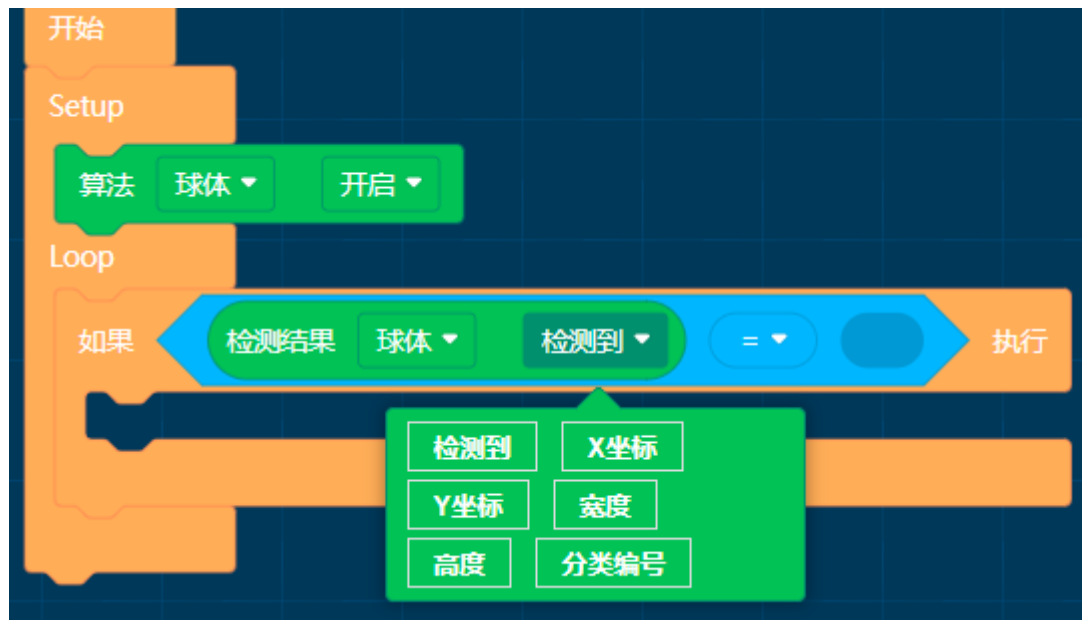 开始
Setup
算法 球体 开启
Loop
如果 检测结果 球体 检测到 = 执行
检测到 X坐标
Y坐标 宽度
高度 分类编号